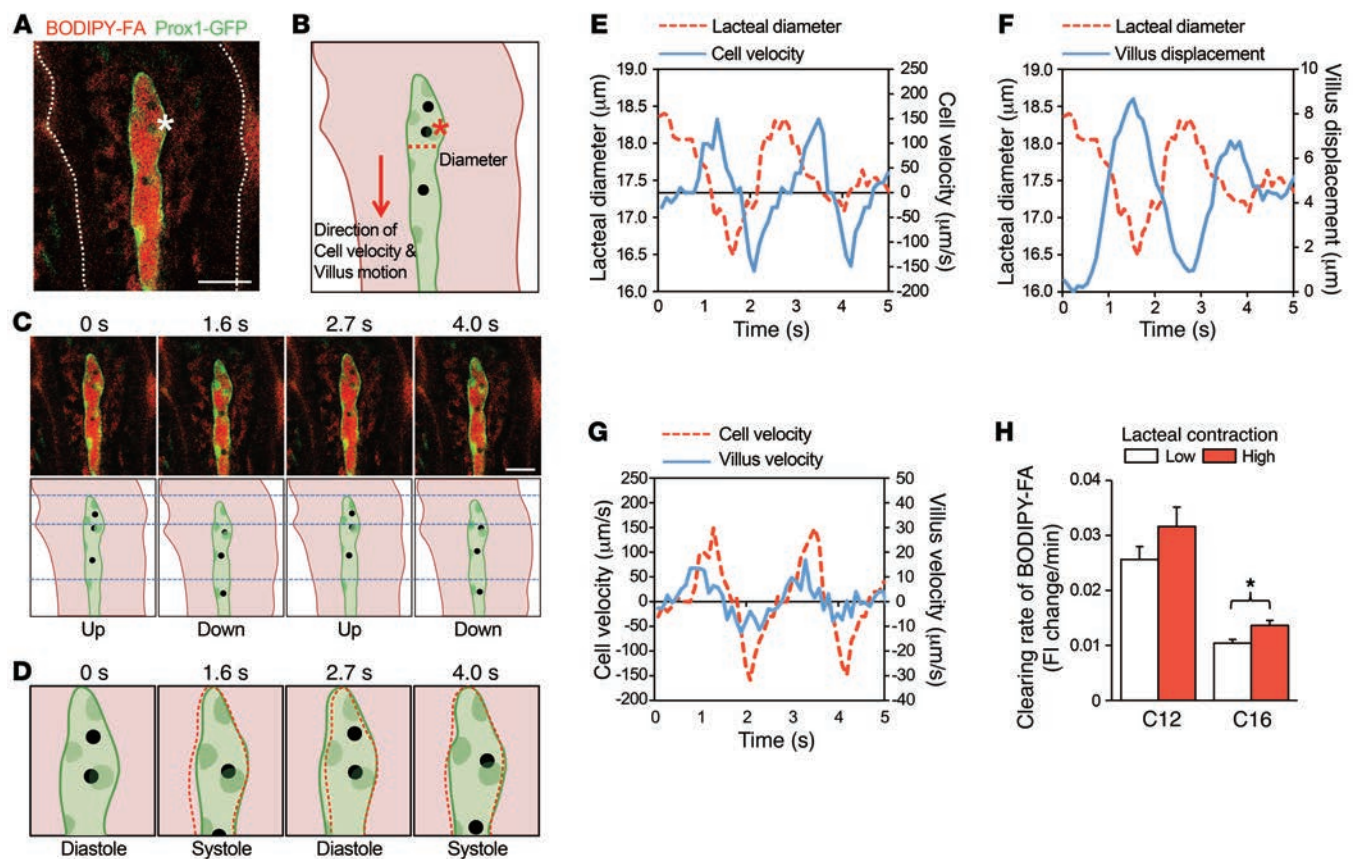 A
BODIPY-FA Prox1-GFP
*
B
*
Diameter
Direction of
Cell velocity &
Villus motion
C
0 s 1.6 s 2.7 s 4.0 s
Up Down Up Down
D
0 s 1.6 s 2.7 s 4.0 s
Diastole Systole Diastole Systole
E
Lacteal diameter
Cell velocity
Lacteal diameter (μm)
19.0
18.5
18.0
17.5
17.0
16.5
16.0
250
200
150
100
50
0
-50
-100
-150
-200
Cell velocity (μm/s)
0 1 2 3 4 5
Time (s)
F
Lacteal diameter
Villus displacement
Lacteal diameter (μm)
19.0
18.5
18.0
17.5
17.0
16.5
16.0
10
8
6
4
2
0
Villus displacement
(μm)
0 1 2 3 4 5
Time (s)
G
Cell velocity
Villus velocity
Cell velocity (μm/s)
250
200
150
100
50
0
-50
-100
-150
-200
50
40
30
20
10
0
-10
-20
-30
-40
Villus velocity (μm/s)
0 1 2 3 4 5
Time (s)
H
Lacteal contraction
Low High
Clearing rate of BODIPY-FA
(FI change/min)
0.04
0.03
0.02
0.01
0
*
C12 C16